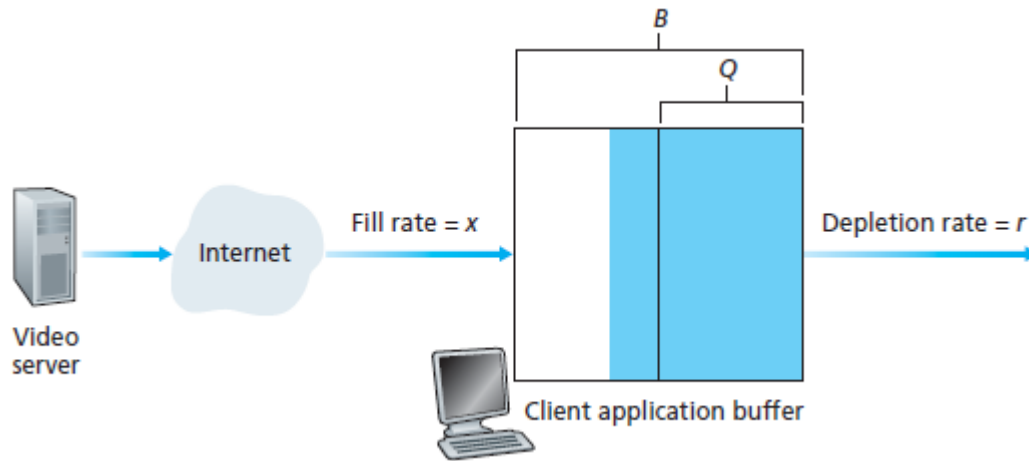 B
Q
Fill rate = x
Depletion rate = r
Internet
Video
server
Client application buffer